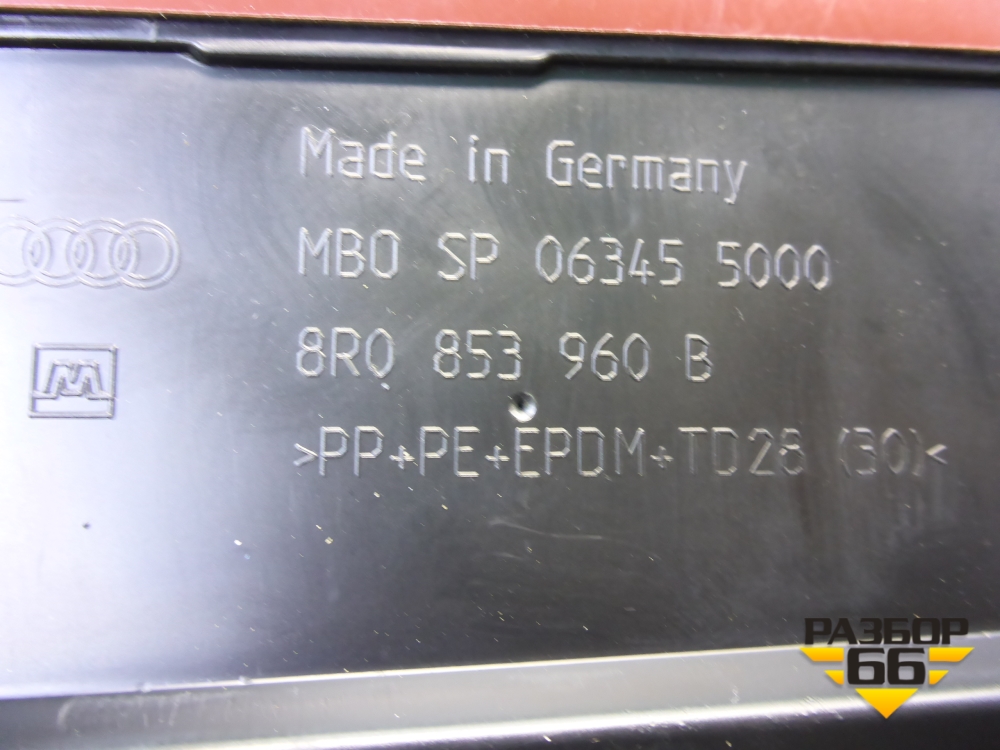 Made in Germany
MBO SP 06345 5000
8R0 853 960 B
>PP+PE+EPDM+TD28 (30)<
РАЗБОР
66